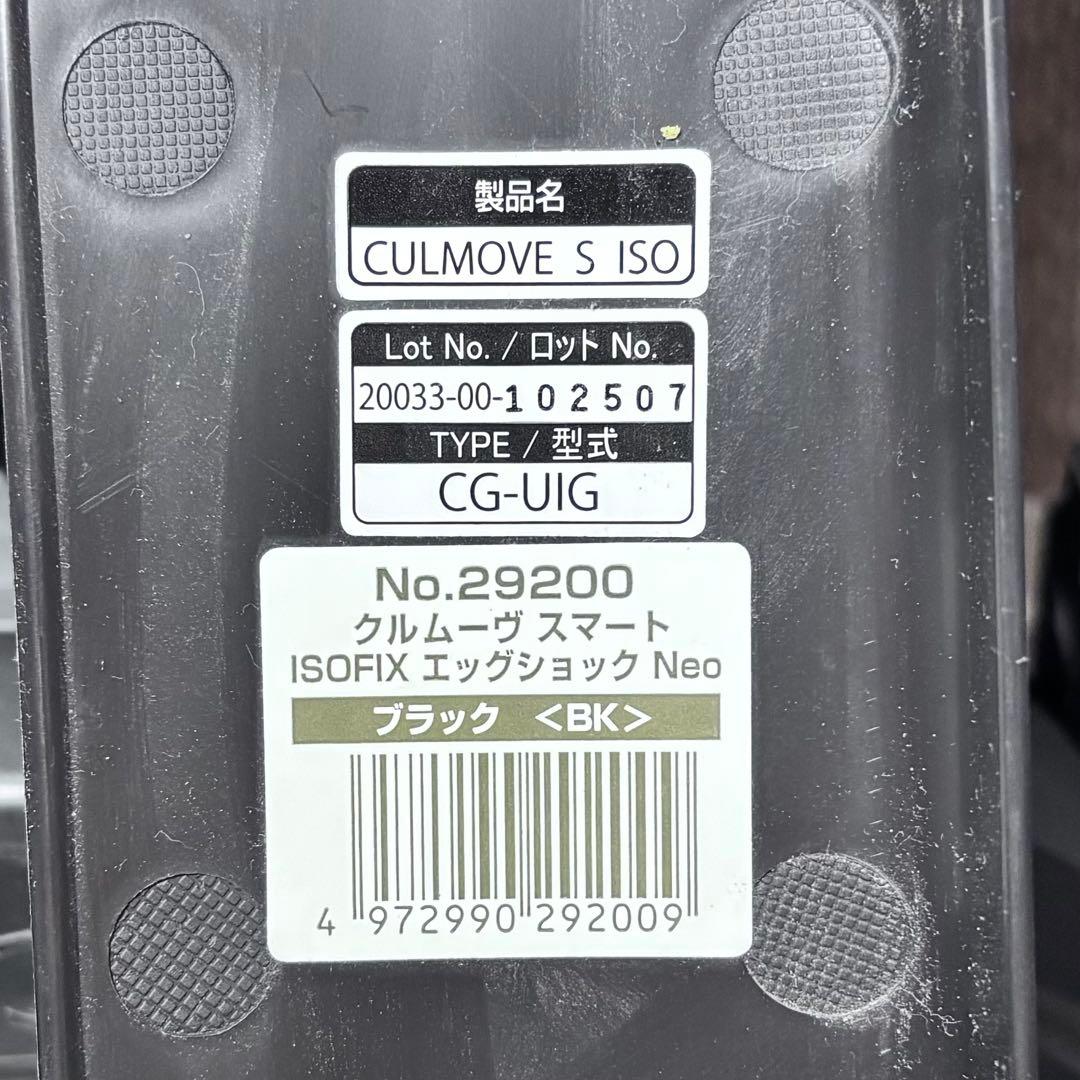 製品名
CULMOVE S ISO
Lot No. / ロット No.
20033-00-102507
TYPE / 型式
CG-UIG
No.29200
クルムーヴ スマート
ISOFIX エッグショック Neo
ブラック <BK>
4 972990 292009